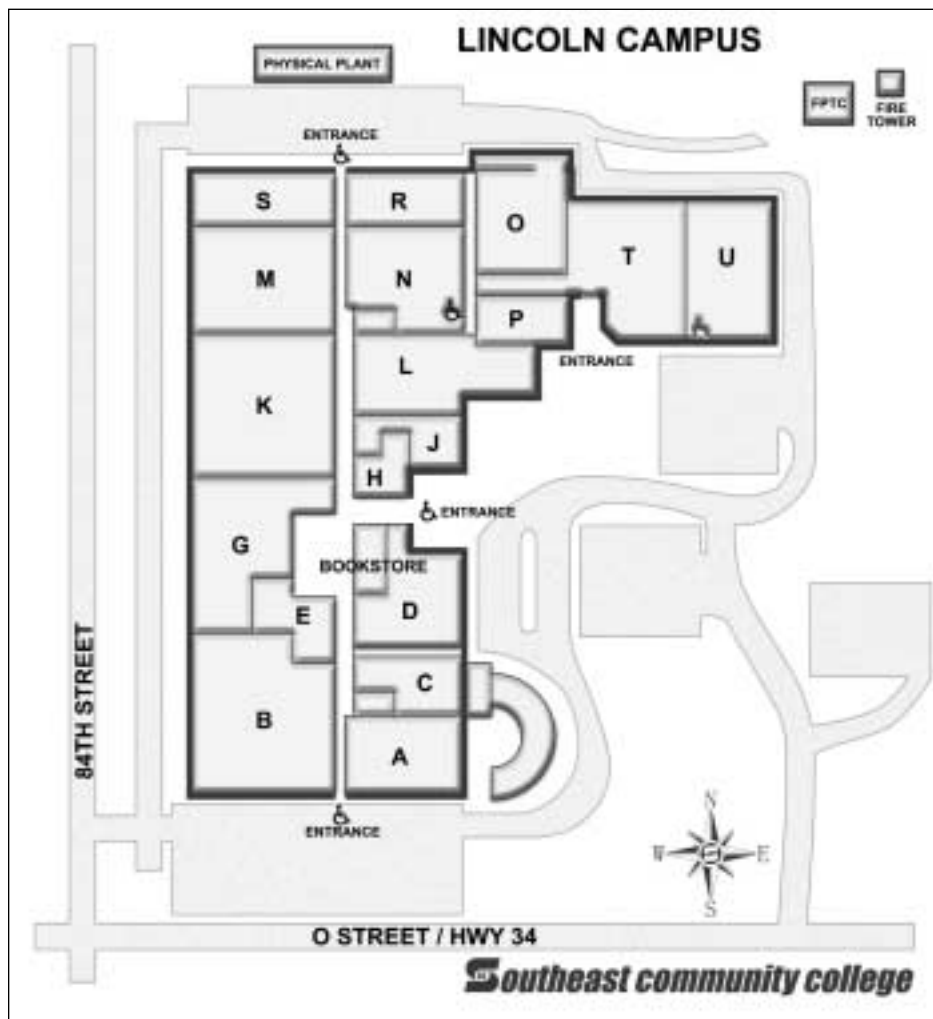 LINCOLN CAMPUS
PHYSICAL PLANT
FPTC
FIRE
TOWER
ENTRANCE
S
R
O
T
U
M
N
P
ENTRANCE
L
K
J
H
ENTRANCE
G
BOOKSTORE
D
E
C
B
A
84TH STREET
ENTRANCE
N
W
E
S
O STREET / HWY 34
Southeast community college